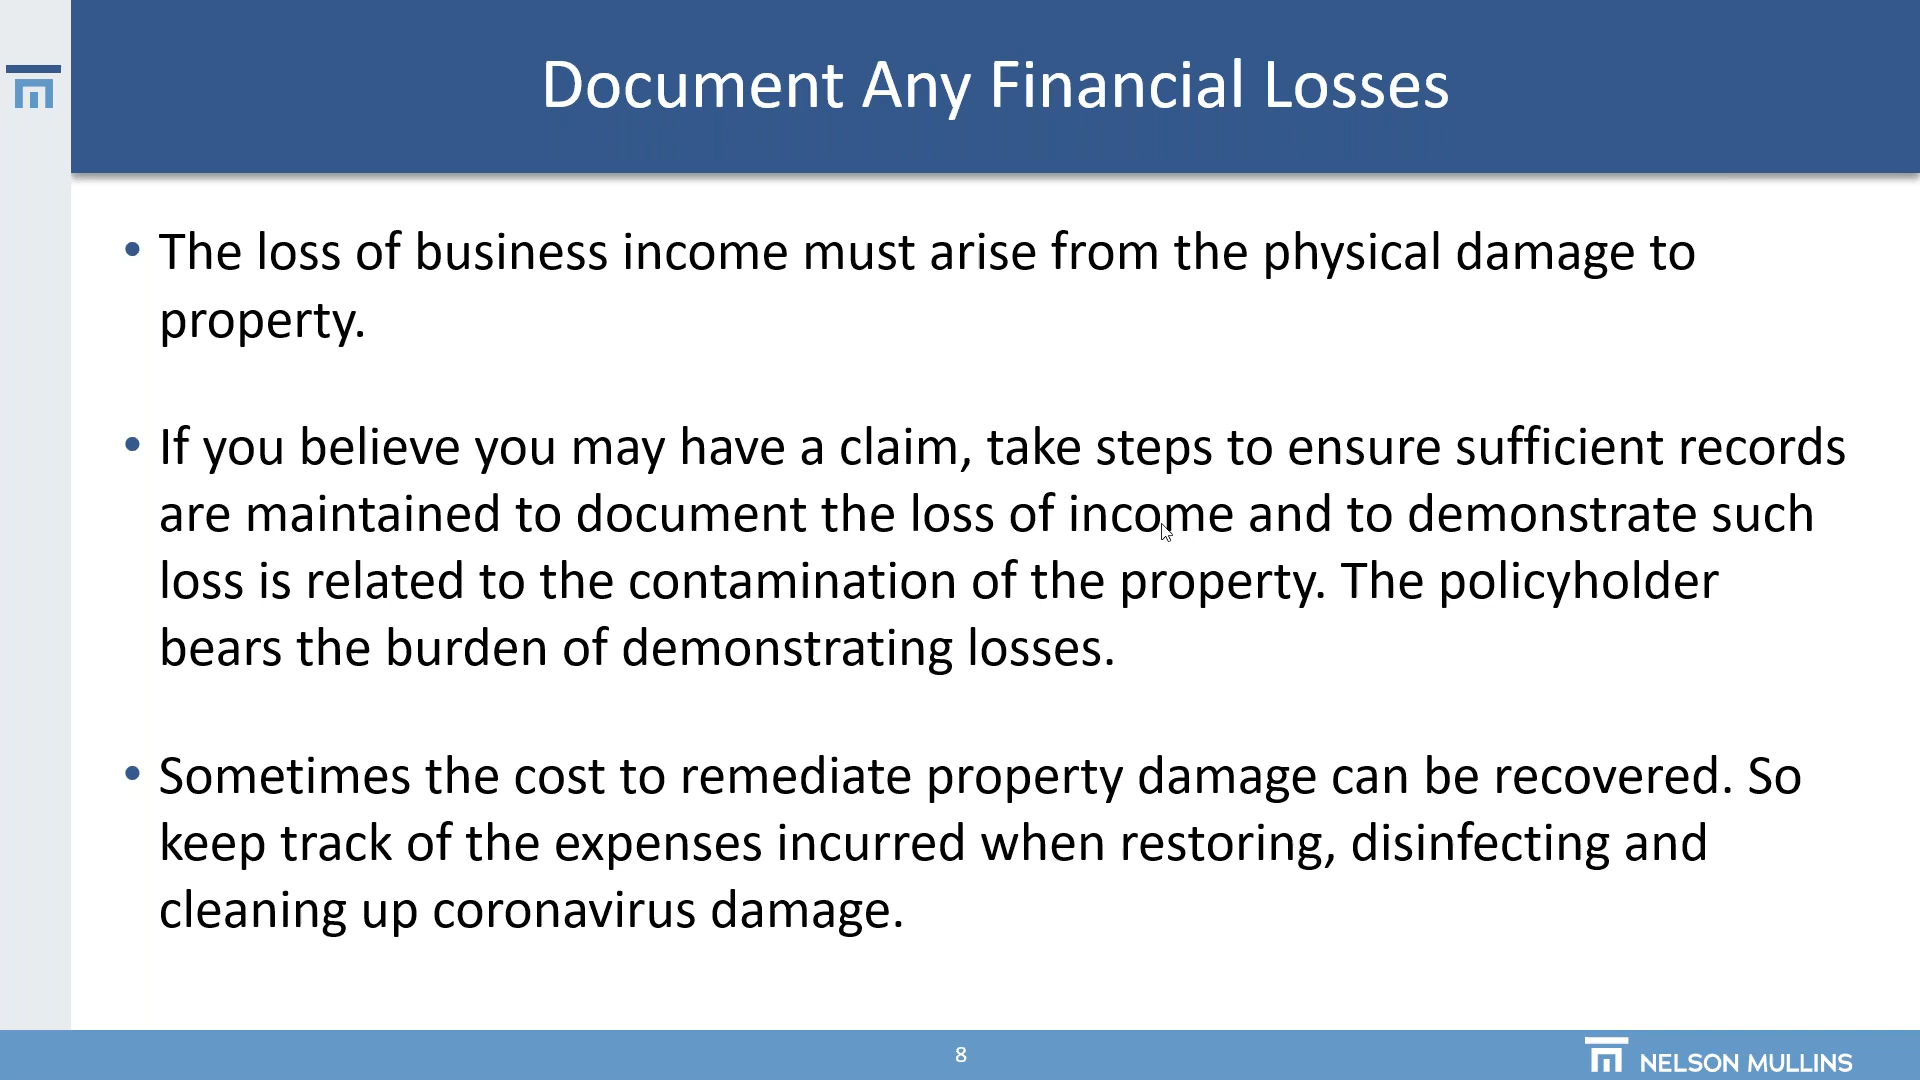 Document Any Financial Losses
• The loss of business income must arise from the physical damage to
property.
• If you believe you may have a claim, take steps to ensure sufficient records
are maintained to document the loss of income and to demonstrate such
loss is related to the contamination of the property. The policyholder
bears the burden of demonstrating losses.
• Sometimes the cost to remediate property damage can be recovered. So
keep track of the expenses incurred when restoring, disinfecting and
cleaning up coronavirus damage.
8
NELSON MULLINS